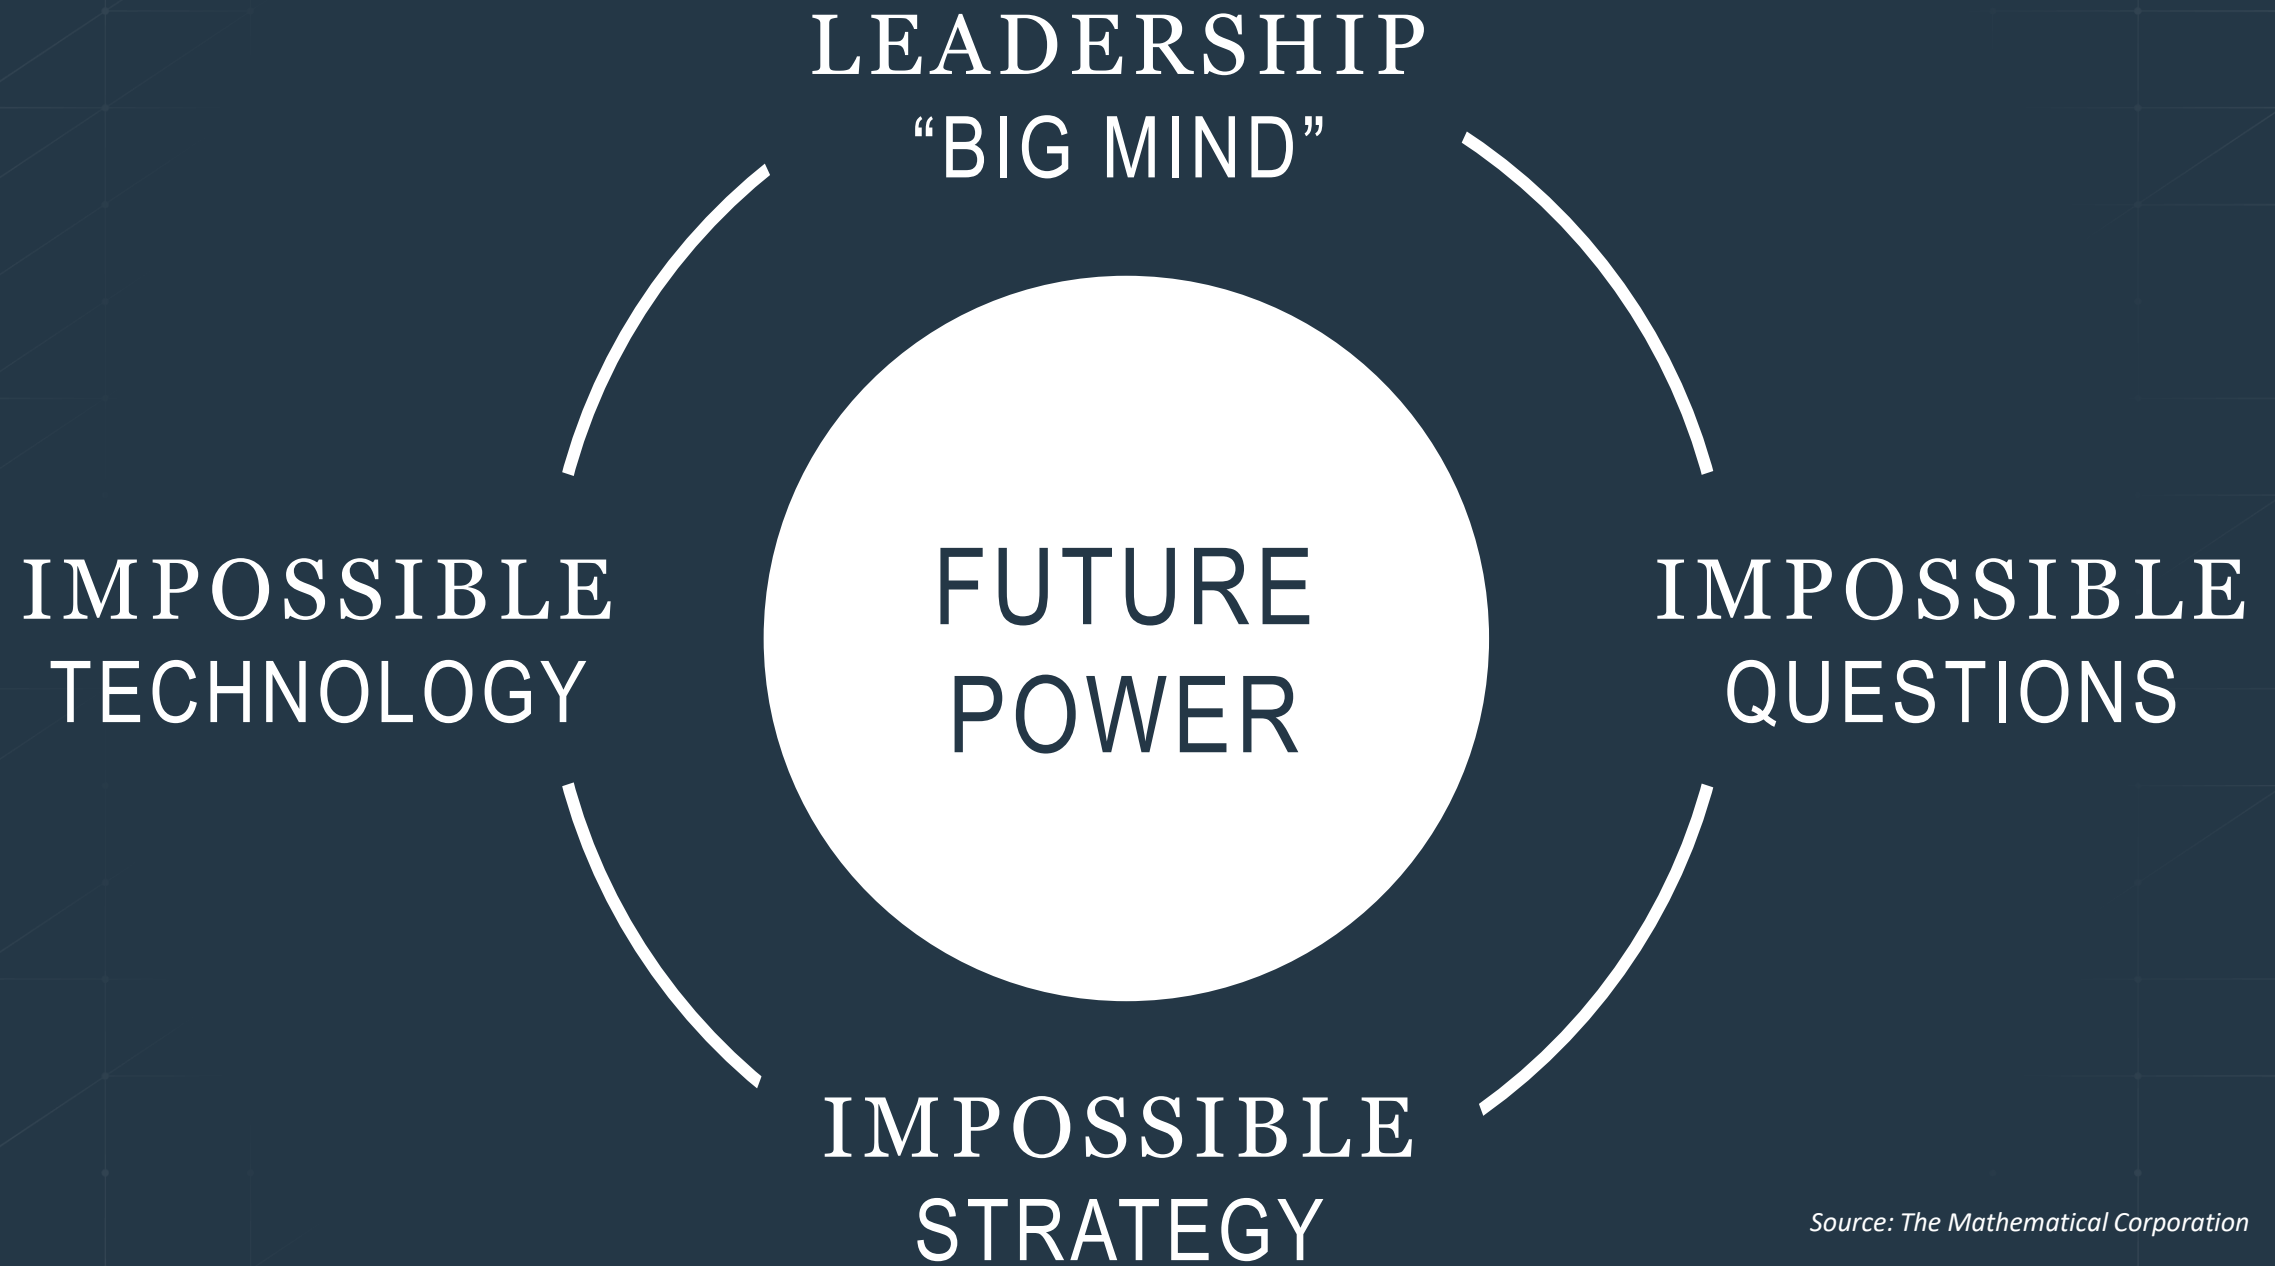 LEADERSHIP
“BIG MIND”
IMPOSSIBLE
TECHNOLOGY
FUTURE
POWER
IMPOSSIBLE
QUESTIONS
IMPOSSIBLE
STRATEGY
Source: The Mathematical Corporation